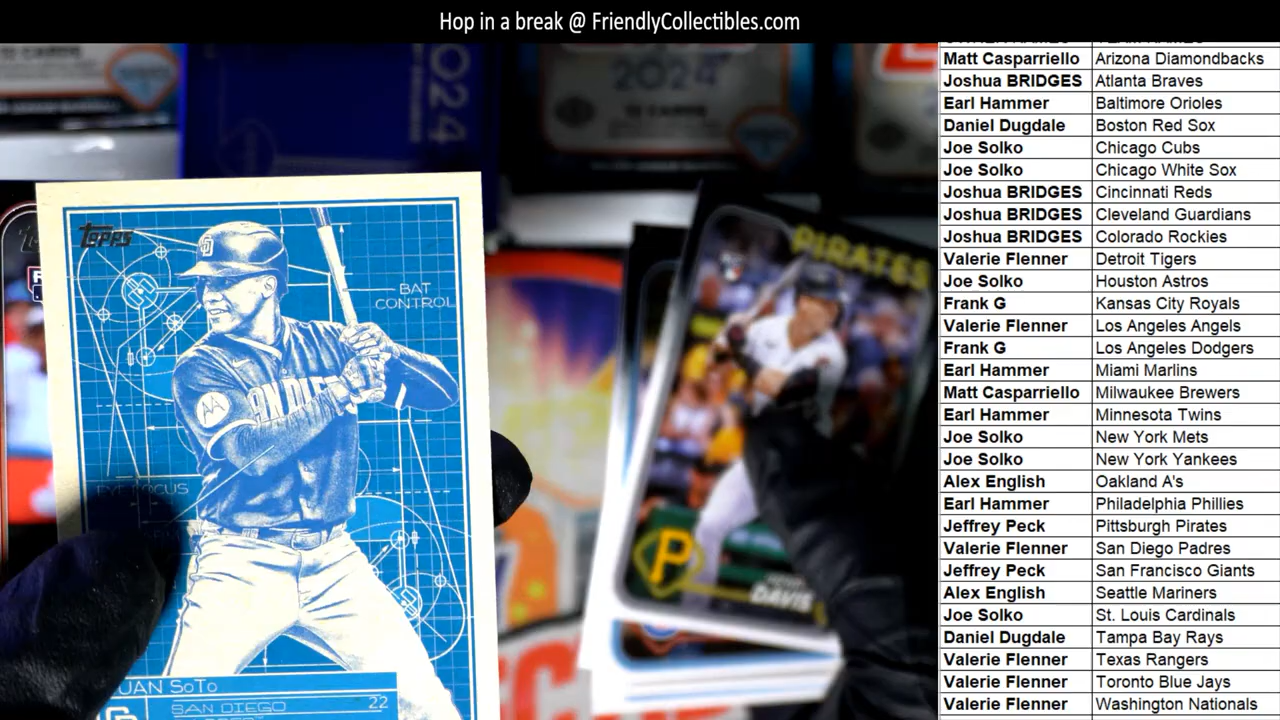 Hop in a break @ FriendlyCollectibles.com
Matt Casparriello Arizona Diamondbacks
Joshua BRIDGES Atlanta Braves
Earl Hammer Baltimore Orioles
Daniel Dugdale Boston Red Sox
Joe Solko Chicago Cubs
Joe Solko Chicago White Sox
Joshua BRIDGES Cincinnati Reds
Joshua BRIDGES Cleveland Guardians
Joshua BRIDGES Colorado Rockies
Valerie Flenner Detroit Tigers
Joe Solko Houston Astros
Frank G Kansas City Royals
Valerie Flenner Los Angeles Angels
Frank G Los Angeles Dodgers
Earl Hammer Miami Marlins
Matt Casparriello Milwaukee Brewers
Earl Hammer Minnesota Twins
Joe Solko New York Mets
Joe Solko New York Yankees
Alex English Oakland A's
Earl Hammer Philadelphia Phillies
Jeffrey Peck Pittsburgh Pirates
Valerie Flenner San Diego Padres
Jeffrey Peck San Francisco Giants
Alex English Seattle Mariners
Joe Solko St. Louis Cardinals
Daniel Dugdale Tampa Bay Rays
Valerie Flenner Texas Rangers
Valerie Flenner Toronto Blue Jays
Valerie Flenner Washington Nationals
2024
2024
12 CARDS
TOPPS
BAT
CONTROL
EYE FOCUS
SAN DIEGO
JUAN SOTO
SAN DIEGO
22
PIRATES
P
DAVIS